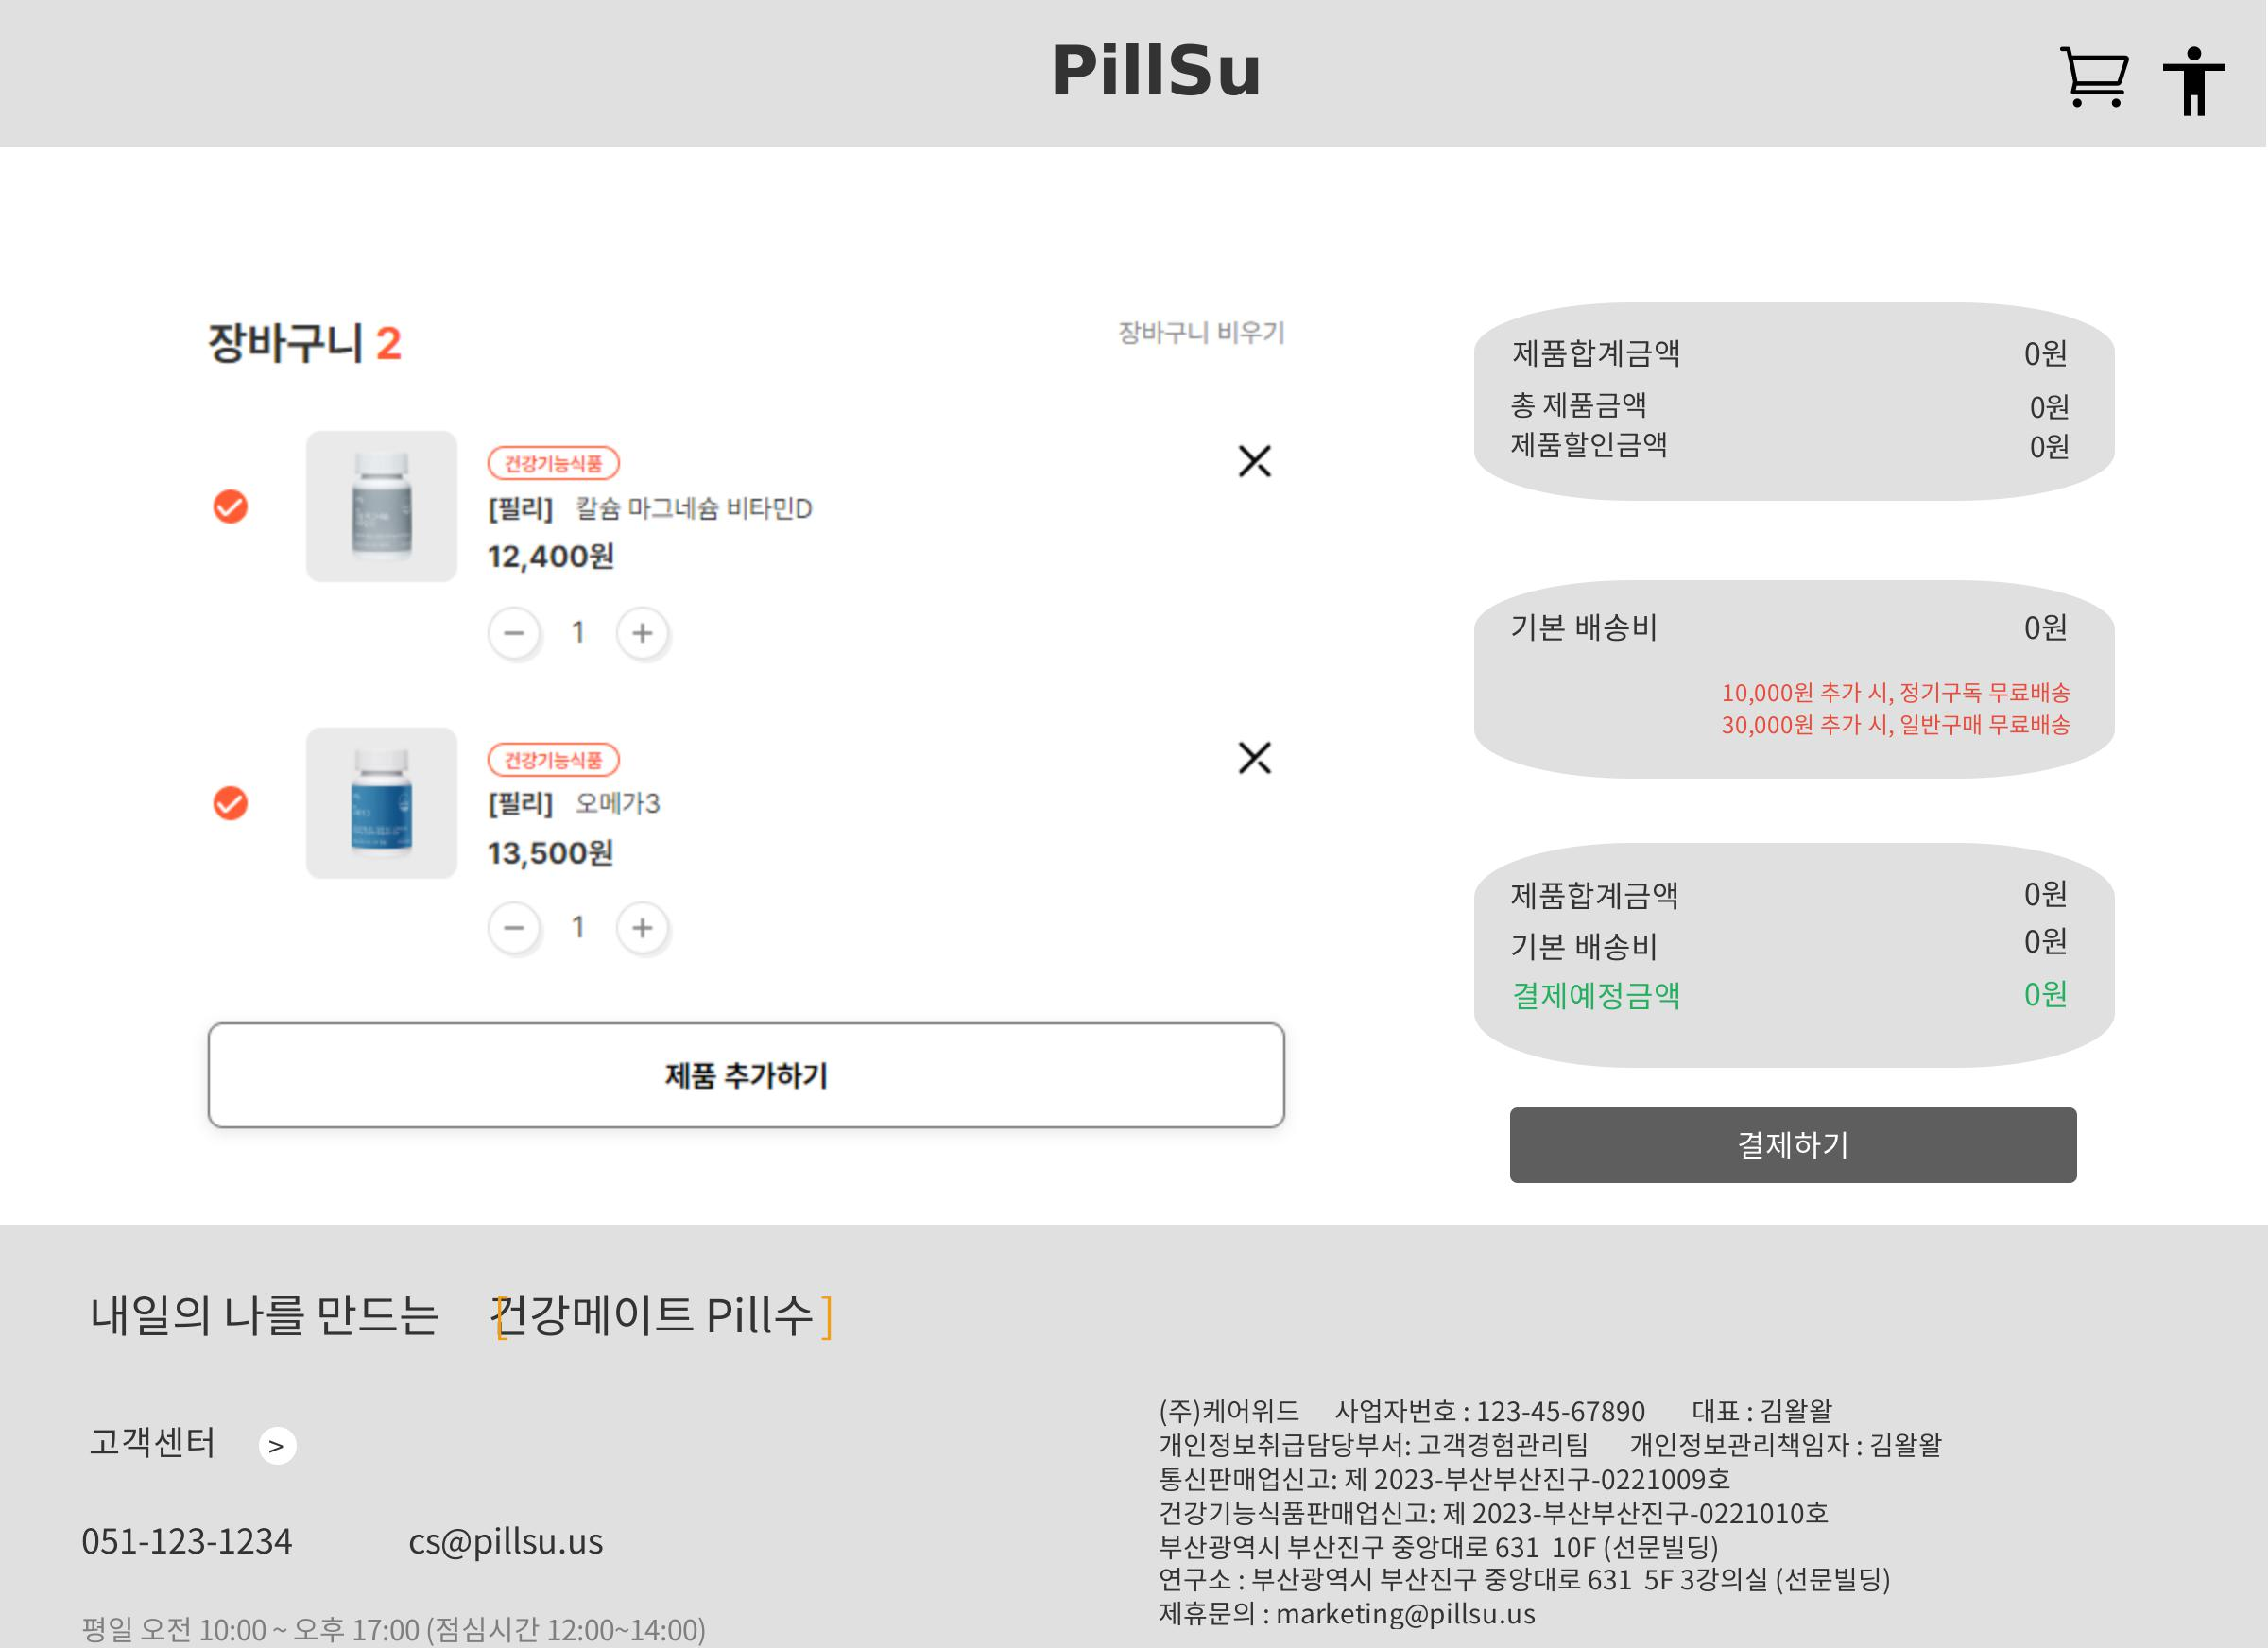 PillSu
장바구니 2
장바구니 비우기
건강기능식품
[필리] 칼슘 마그네슘 비타민D
12,400원
1
건강기능식품
[필리] 오메가3
13,500원
1
제품 추가하기
제품합계금액 0원
총 제품금액 0원
제품할인금액 0원
기본 배송비 0원
10,000원 추가 시, 정기구독 무료배송
30,000원 추가 시, 일반구매 무료배송
제품합계금액 0원
기본 배송비 0원
결제예정금액 0원
결제하기
내일의 나를 만드는 [건강메이트 Pill수]
고객센터 >
051-123-1234 cs@pillsu.us
평일 오전 10:00 ~ 오후 17:00 (점심시간 12:00~14:00)
(주)케어위드 사업자번호 : 123-45-67890 대표 : 김왈왈
개인정보취급담당부서: 고객경험관리팀 개인정보관리책임자 : 김왈왈
통신판매업신고: 제 2023-부산부산진구-0221009호
건강기능식품판매업신고: 제 2023-부산부산진구-0221010호
부산광역시 부산진구 중앙대로 631 10F (선문빌딩)
연구소 : 부산광역시 부산진구 중앙대로 631 5F 3강의실 (선문빌딩)
제휴문의 : marketing@pillsu.us